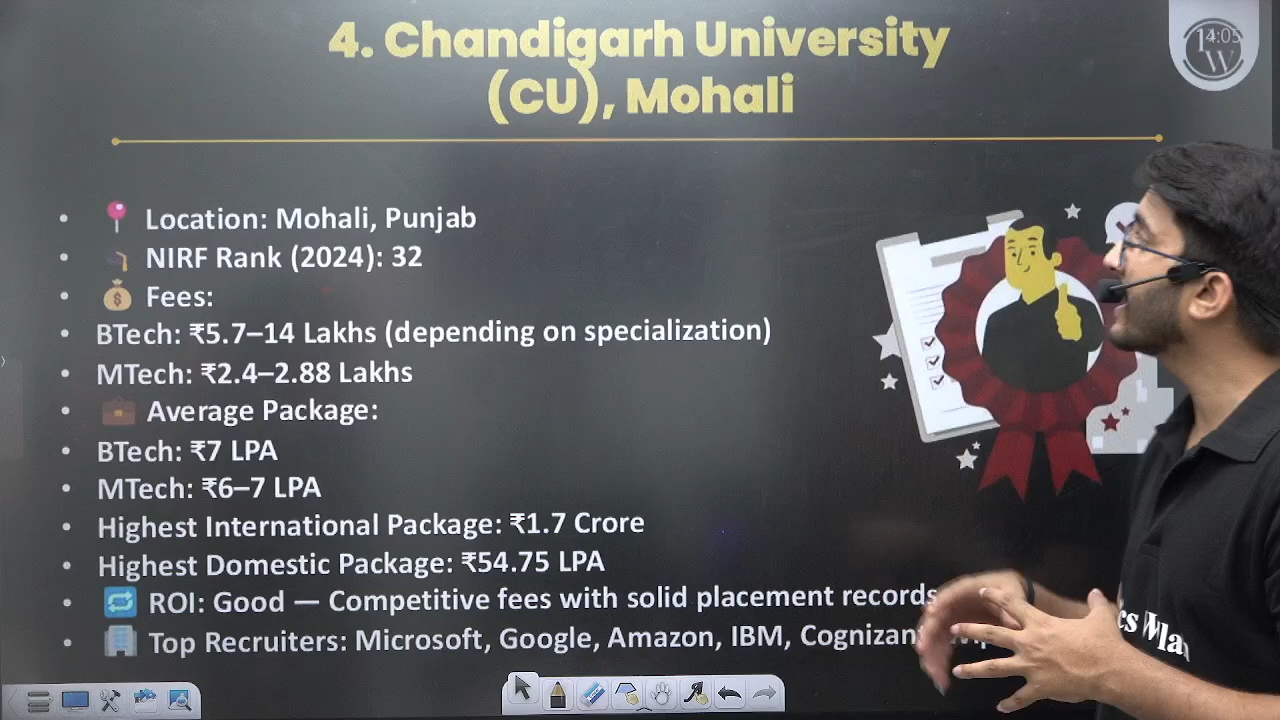 4. Chandigarh University
(CU), Mohali
14:05
W
Location: Mohali, Punjab
NIRF Rank (2024): 32
Fees:
BTech: ₹5.7–14 Lakhs (depending on specialization)
MTech: ₹2.4–2.88 Lakhs
Average Package:
BTech: ₹7 LPA
MTech: ₹6–7 LPA
Highest International Package: ₹1.7 Crore
Highest Domestic Package: ₹54.75 LPA
ROI: Good — Competitive fees with solid placement records
Top Recruiters: Microsoft, Google, Amazon, IBM,